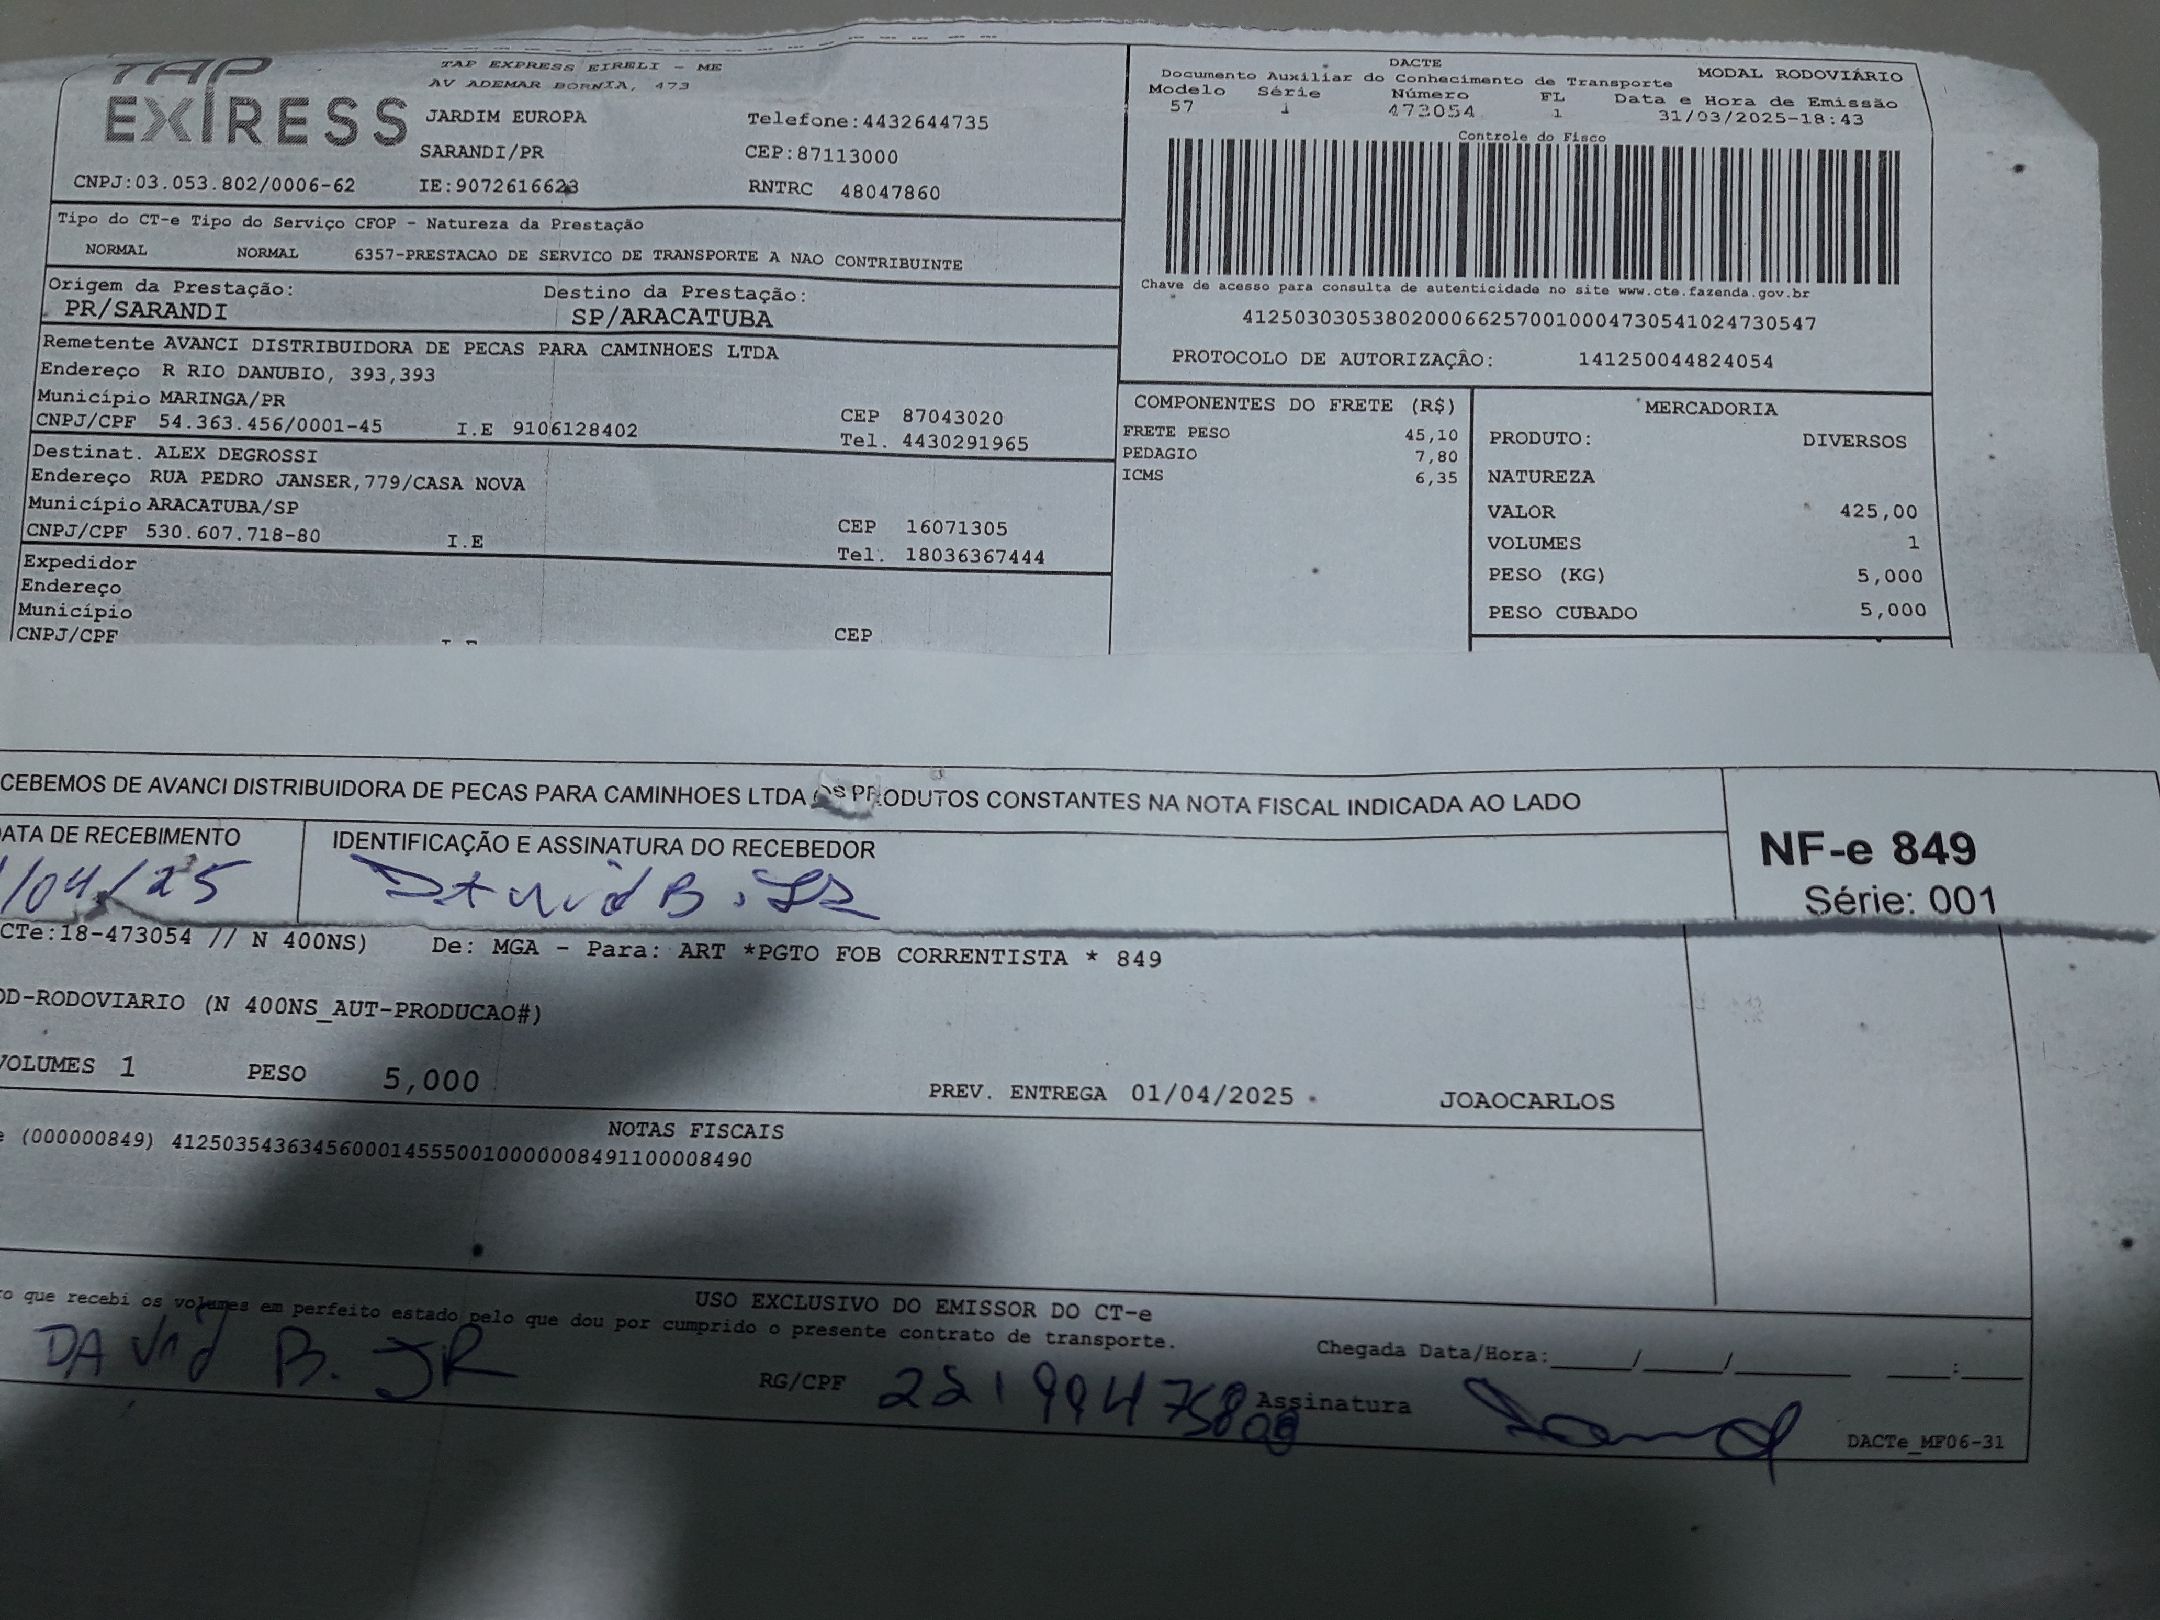 TAP EXPRESS
TAP EXPRESS EIRELI - ME
AV ADEMAR BORNIA, 473
JARDIM EUROPA Telefone:4432644735
SARANDI/PR CEP:87113000
CNPJ:03.053.802/0006-62 IE:9072616623 RNTRC 48047860
DACTE
Documento Auxiliar do Conhecimento de Transporte MODAL RODOVIÁRIO
Modelo Série Número FL Data e Hora de Emissão
57 1 473054 1 31/03/2025-18:43
Controle do Fisco
Chave de acesso para consulta de autenticidade no site www.cte.fazenda.gov.br
41250303053802000662570010004730541024730547
PROTOCOLO DE AUTORIZAÇÃO: 141250044824054
Tipo do CT-e Tipo do Serviço CFOP - Natureza da Prestação
NORMAL NORMAL 6357-PRESTACAO DE SERVICO DE TRANSPORTE A NAO CONTRIBUINTE
Origem da Prestação: Destino da Prestação:
PR/SARANDI SP/ARACATUBA
Remetente AVANCI DISTRIBUIDORA DE PECAS PARA CAMINHOES LTDA
Endereço R RIO DANUBIO, 393,393
Município MARINGA/PR CEP 87043020
CNPJ/CPF 54.363.456/0001-45 I.E 9106128402 Tel. 4430291965
Destinat. ALEX DEGROSSI
Endereço RUA PEDRO JANSER,779/CASA NOVA
Município ARACATUBA/SP CEP 16071305
CNPJ/CPF 530.607.718-80 I.E Tel. 18036367444
Expedidor
Endereço
Município
CNPJ/CPF CEP
COMPONENTES DO FRETE (R$)
FRETE PESO 45,10
PEDAGIO 7,80
ICMS 6,35
MERCADORIA
PRODUTO: DIVERSOS
NATUREZA
VALOR 425,00
VOLUMES 1
PESO (KG) 5,000
PESO CUBADO 5,000
CEBEMOS DE AVANCI DISTRIBUIDORA DE PECAS PARA CAMINHOES LTDA OS PRODUTOS CONSTANTES NA NOTA FISCAL INDICADA AO LADO
DATA DE RECEBIMENTO IDENTIFICAÇÃO E ASSINATURA DO RECEBEDOR
/04/25 David B. JR
NF-e 849
Série: 001
CTe:18-473054 // N 400NS) De: MGA - Para: ART *PGTO FOB CORRENTISTA * 849
OD-RODOVIARIO (N 400NS_AUT-PRODUCAO#)
VOLUMES 1 PESO 5,000 PREV. ENTREGA 01/04/2025 JOAOCARLOS
NOTAS FISCAIS
e (000000849) 41250354363456000145550010000008491100008490
USO EXCLUSIVO DO EMISSOR DO CT-e
ro que recebi os volumes em perfeito estado pelo que dou por cumprido o presente contrato de transporte.
DAVID B. JR
RG/CPF Assinatura
Chegada Data/Hora:_____/_____/_______ ____:____
DACTe_MF06-31